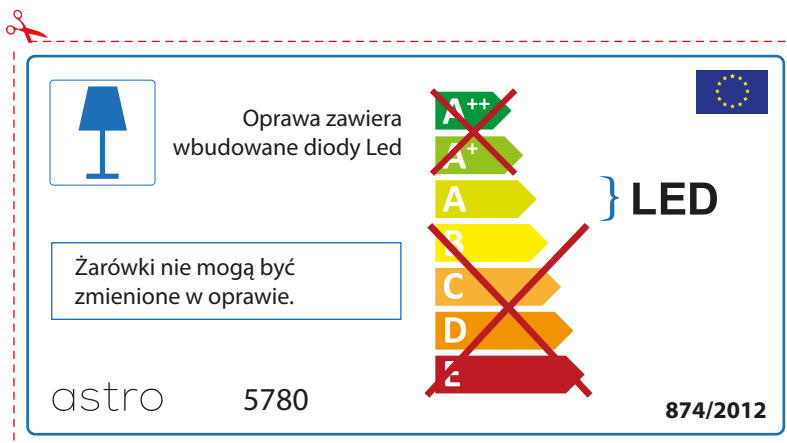 Oprawa zawiera
wbudowane diody Led
A++
A+
A
B
C
D
E
LED
Żarówki nie mogą być
zmienione w oprawie.
astro
5780
874/2012